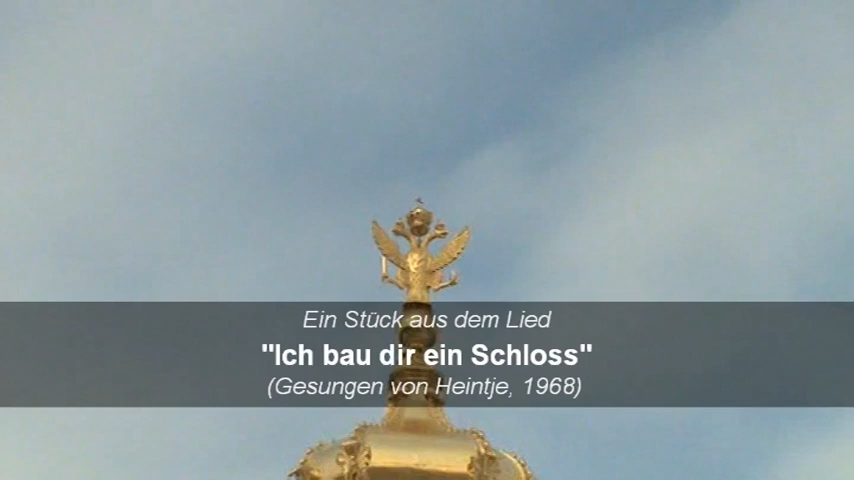 Ein Stück aus dem Lied
"Ich bau dir ein Schloss"
(Gesungen von Heintje, 1968)